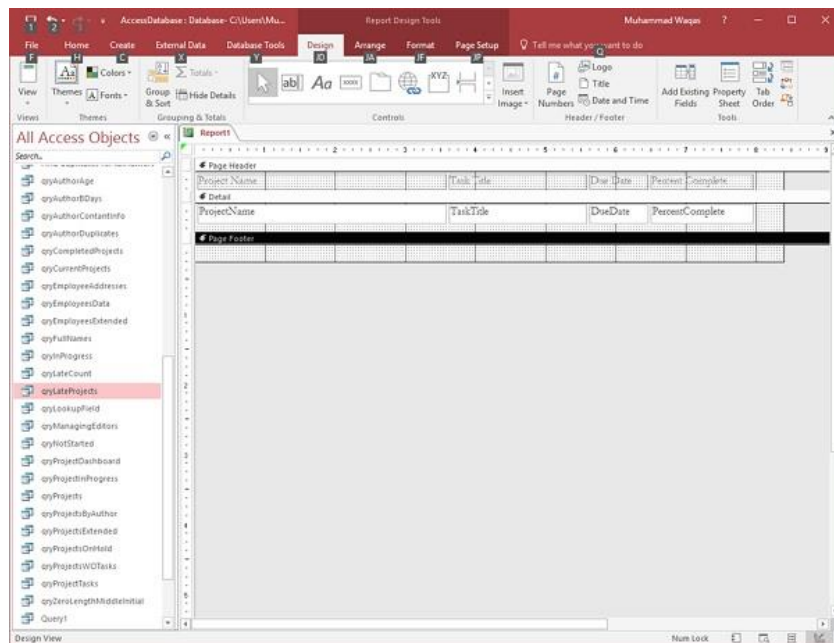 AccessDatabase : Database- C:\Users\Mu...
Report Design Tools
Muhammad Waqas
File Home Create External Data Database Tools Design Arrange Format Page Setup Tell me what you want to do
View
Themes
Colors
Fonts
Group & Sort
Totals
Hide Details
Insert Image
Page Numbers
Logo
Title
Date and Time
Add Existing Fields
Property Sheet
Tab Order
Views Themes Grouping & Totals Controls Header / Footer Tools
All Access Objects
Report1
Search..
Page Header
Project Name Task Title Due Date Percent Complete
Detail
ProjectName TaskTitle DueDate PercentComplete
Page Footer
qryAuthorAge
qryAuthorBDays
qryAuthorContantInfo
qryAuthorDuplicates
qryCompletedProjects
qryCurrentProjects
qryEmployeeAddresses
qryEmployeesData
qryEmployeesExtended
qryFullNames
qryInProgress
qryLateCount
qryLateProjects
qryLookupField
qryManagingEditors
qryNotStarted
qryProjectDashboard
qryProjectInProgress
qryProjects
qryProjectsByAuthor
qryProjectsExtended
qryProjectsOnHold
qryProjectsWOTasks
qryProjectTasks
qryZeroLengthMiddleInitial
Query1
Design View
Num Lock